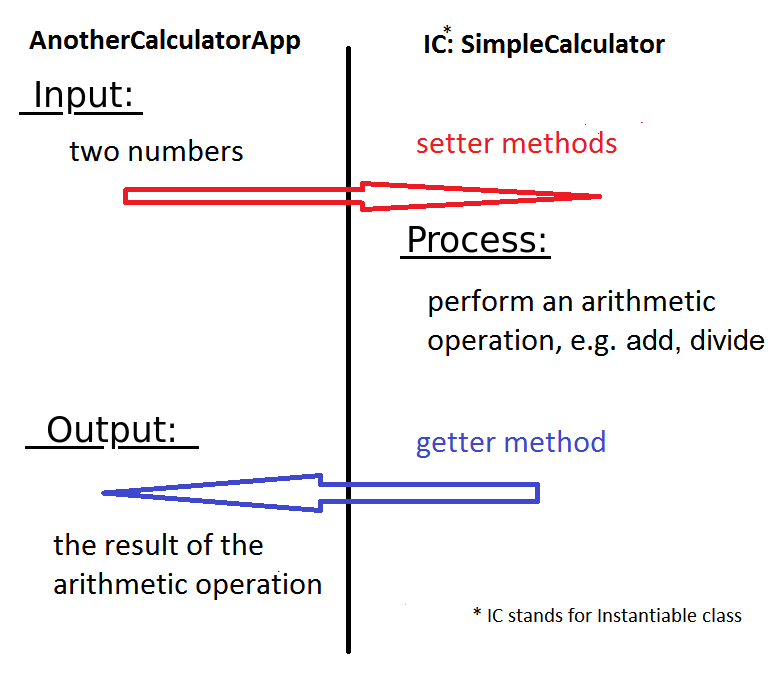 AnotherCalculatorApp
IC*: SimpleCalculator
Input:
two numbers
setter methods
Process:
perform an arithmetic
operation, e.g. add, divide
Output:
getter method
the result of the
arithmetic operation
* IC stands for Instantiable class